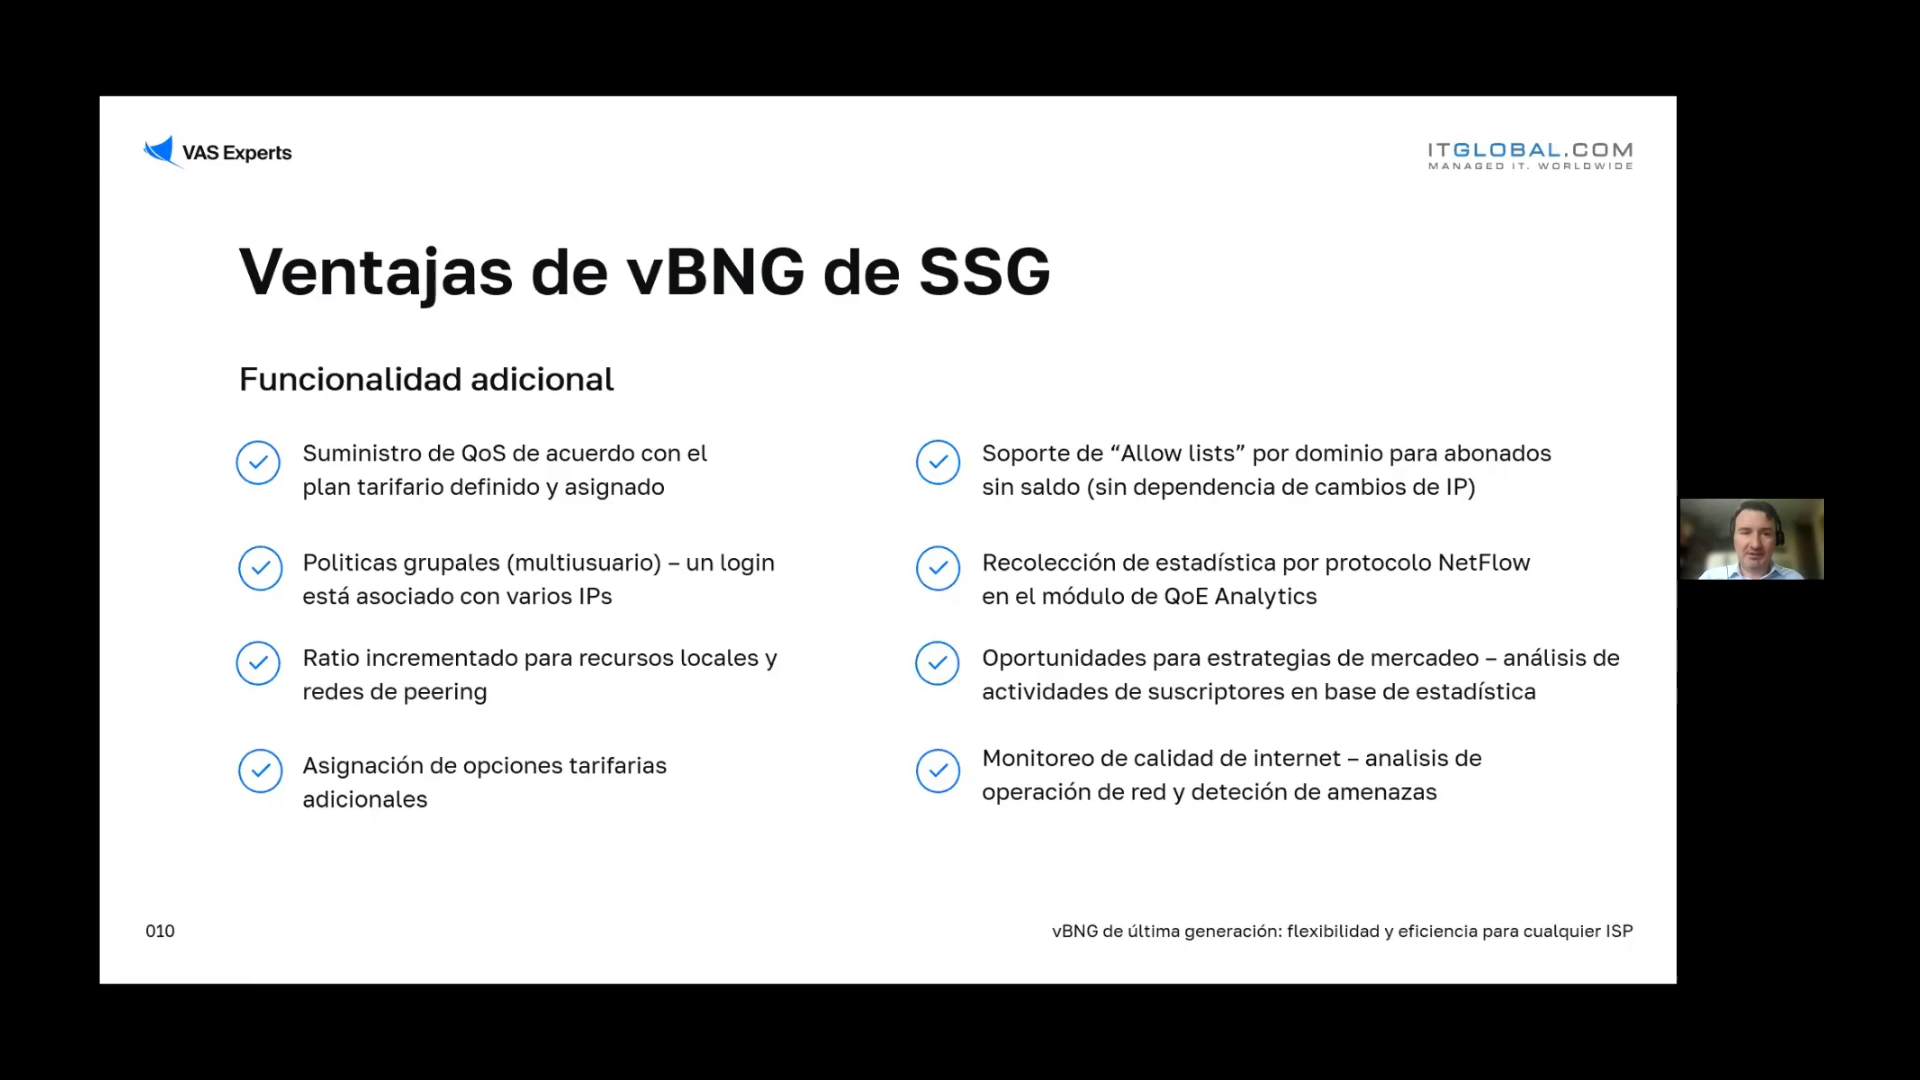 VAS Experts
ITGLOBAL.COM
MANAGED IT. WORLDWIDE
Ventajas de vBNG de SSG
Funcionalidad adicional
Suministro de QoS de acuerdo con el
plan tarifario definido y asignado
Politicas grupales (multiusuario) – un login
está asociado con varios IPs
Ratio incrementado para recursos locales y
redes de peering
Asignación de opciones tarifarias
adicionales
Soporte de “Allow lists” por dominio para abonados
sin saldo (sin dependencia de cambios de IP)
Recolección de estadística por protocolo NetFlow
en el módulo de QoE Analytics
Oportunidades para estrategias de mercadeo – análisis de
actividades de suscriptores en base de estadística
Monitoreo de calidad de internet – analisis de
operación de red y deteción de amenazas
010
vBNG de última generación: flexibilidad y eficiencia para cualquier ISP